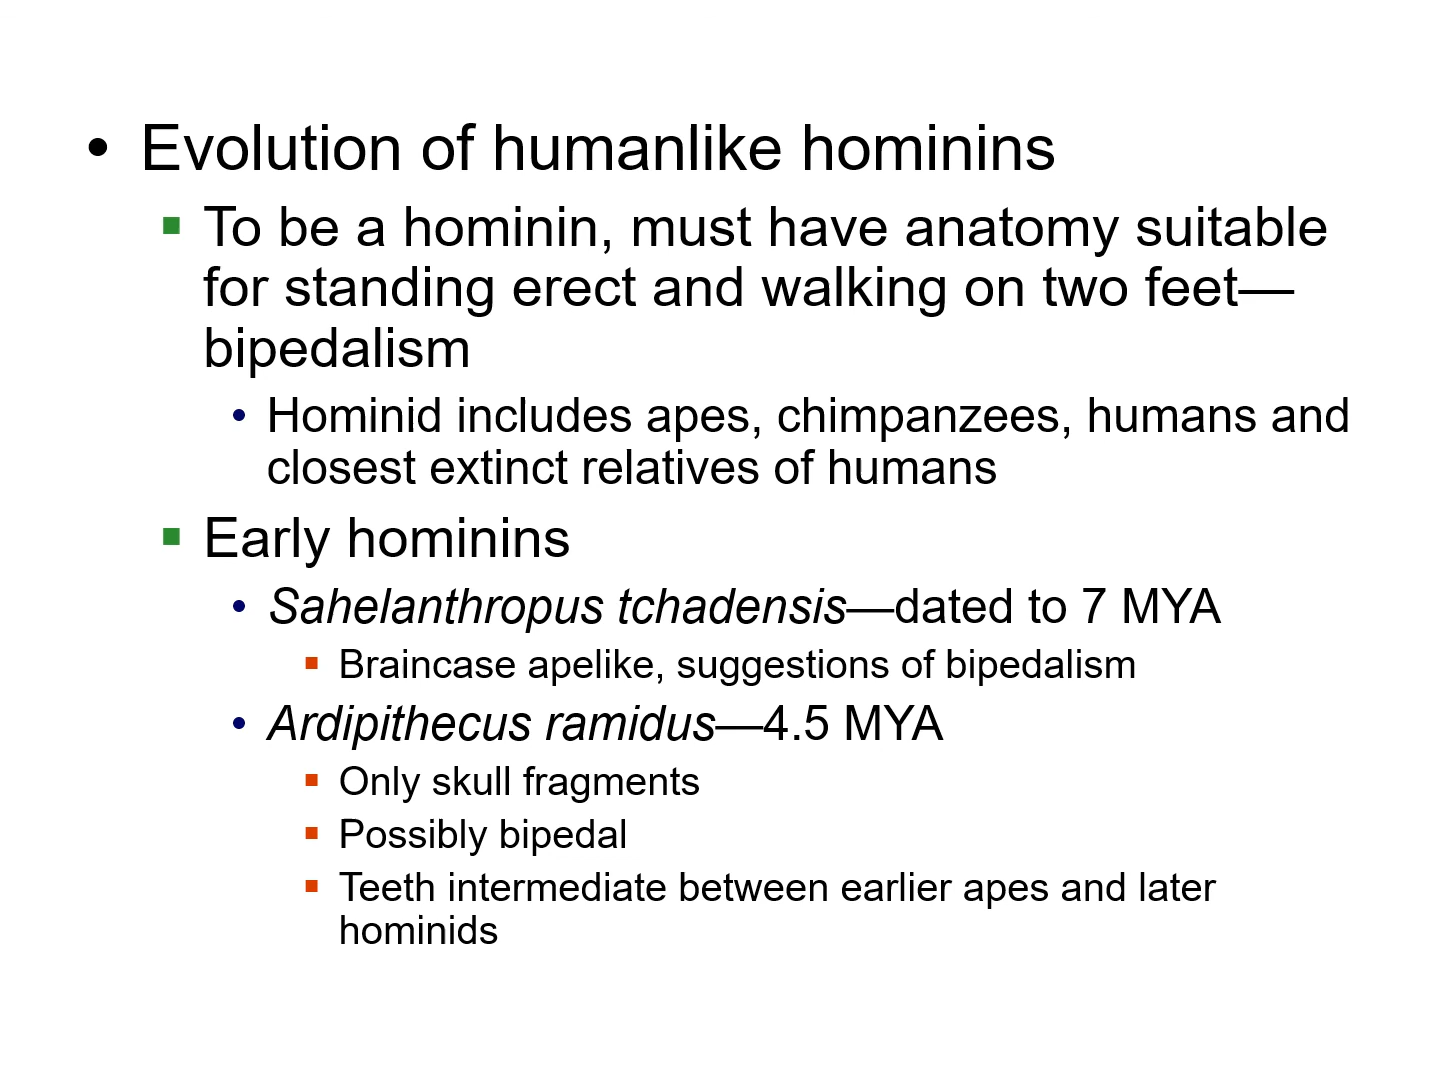 • Evolution of humanlike hominins
▪ To be a hominin, must have anatomy suitable
for standing erect and walking on two feet—
bipedalism
• Hominid includes apes, chimpanzees, humans and
closest extinct relatives of humans
▪ Early hominins
• Sahelanthropus tchadensis—dated to 7 MYA
▪ Braincase apelike, suggestions of bipedalism
• Ardipithecus ramidus—4.5 MYA
▪ Only skull fragments
▪ Possibly bipedal
▪ Teeth intermediate between earlier apes and later
hominids